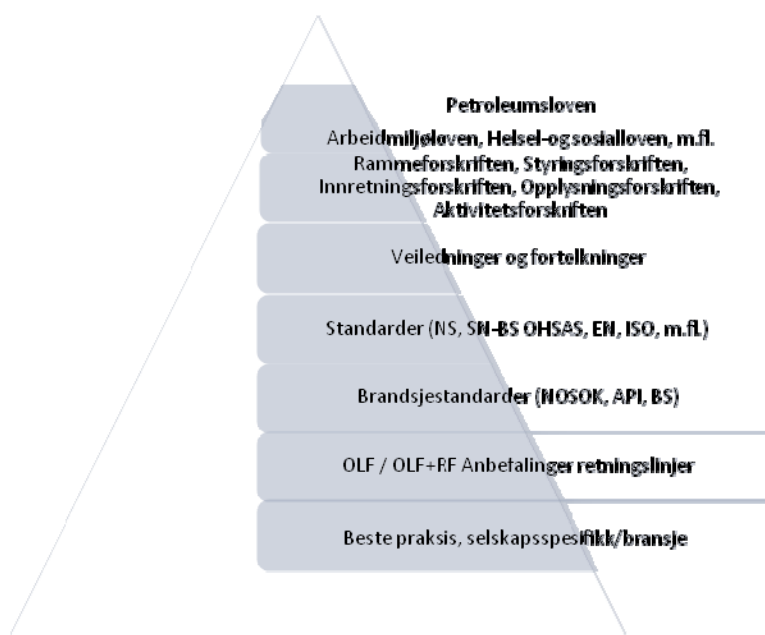 Petroleumsloven
Arbeidmiljøloven, Helsel-og sosialloven, m.fl.
Rammeforskriften, Styringsforskriften,
Innretningsforskriften, Opplysningsforskriften,
Aktivitetsforskriften
Veiledninger og fortolkninger
Standarder (NS, SN-BS OHSAS, EN, ISO, m.fl.)
Brandsjestandarder (NOSOK, API, BS)
OLF / OLF+RF Anbefalinger retningslinjer
Beste praksis, selskapsspesifikk/bransje